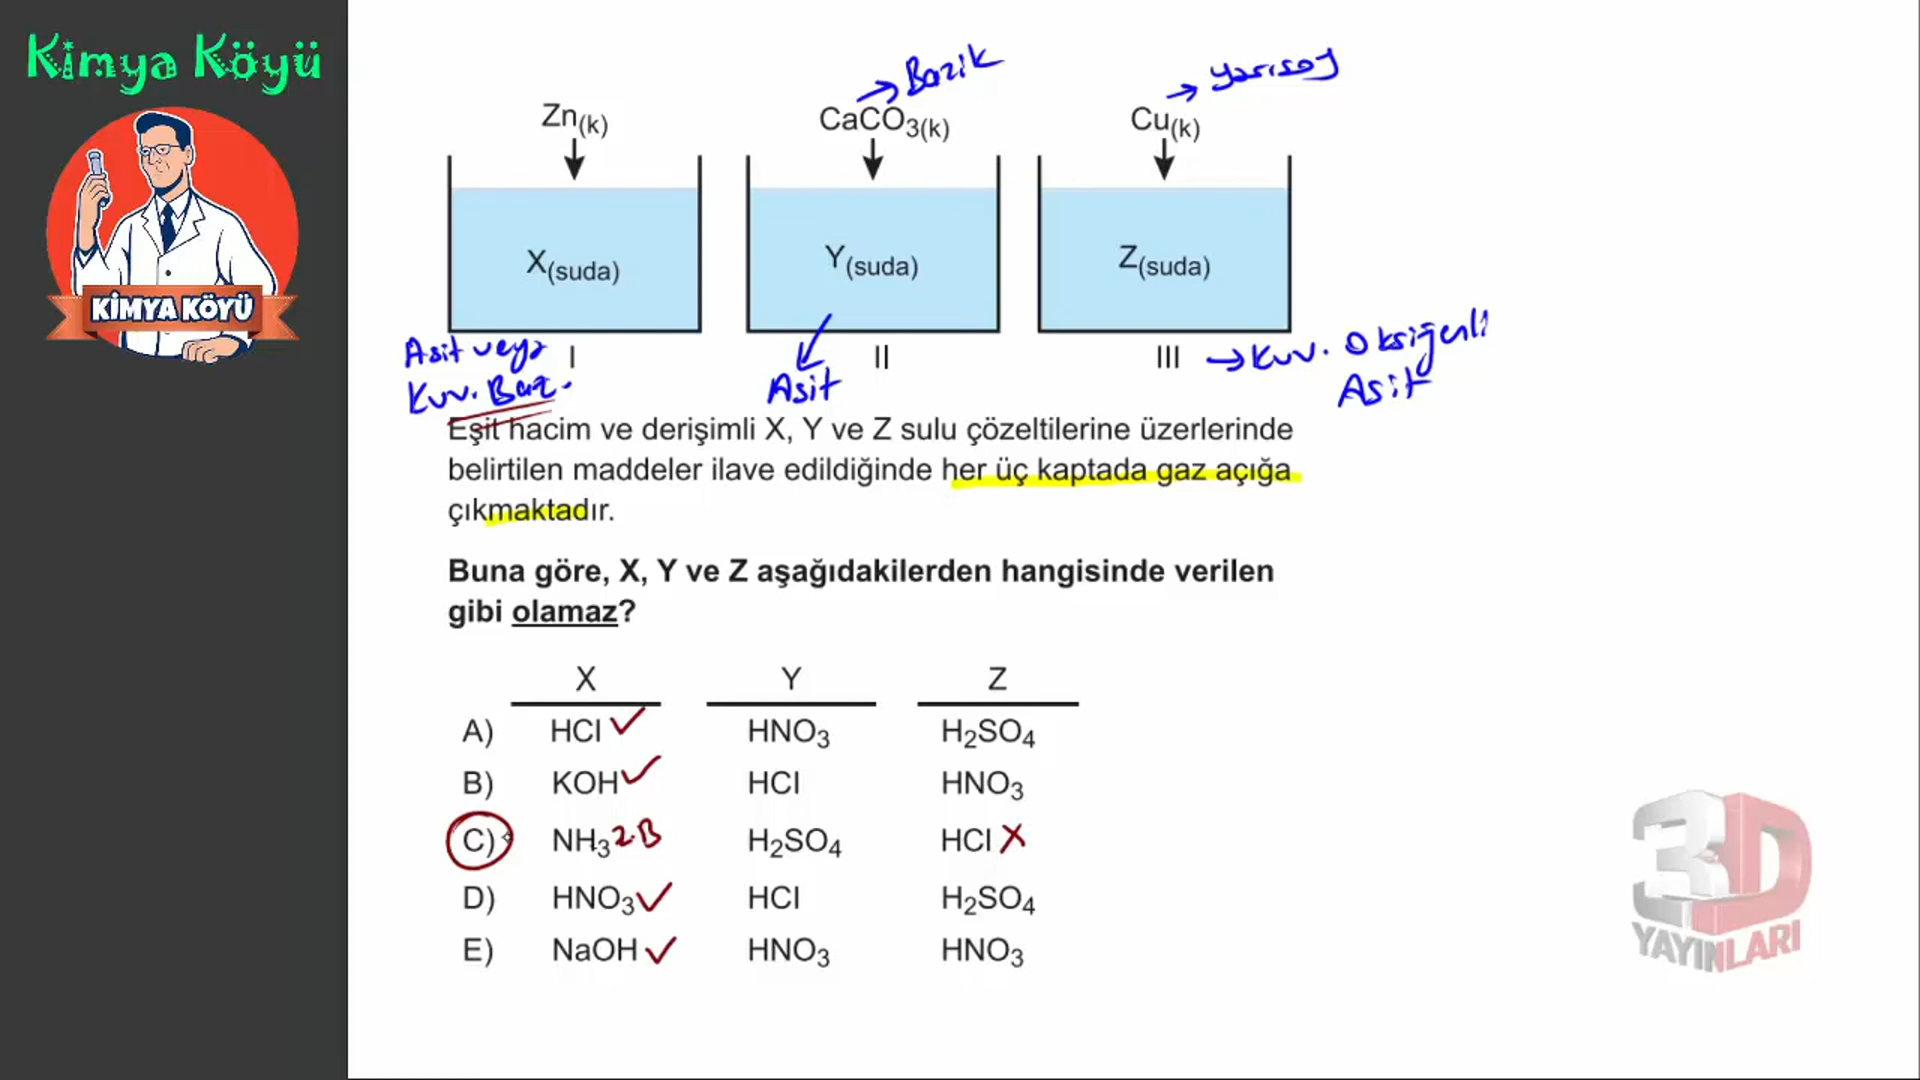 Kimya Köyü
KİMYA KÖYÜ
→ Bazik
→ yarısoy
Zn(k)
CaCO3(k)
Cu(k)
X(suda)
Y(suda)
Z(suda)
Asit veya
Kuv. Baz.
I
Asit
II
III → Kuv. Oksijenli
Asit
Eşit hacim ve derişimli X, Y ve Z sulu çözeltilerine üzerlerinde
belirtilen maddeler ilave edildiğinde her üç kaptada gaz açığa
çıkmaktadır.
Buna göre, X, Y ve Z aşağıdakilerden hangisinde verilen
gibi olamaz?
X Y Z
A) HCl ✓ HNO3 H2SO4
B) KOH ✓ HCl HNO3
C) NH3 Z.B H2SO4 HCl X
D) HNO3 ✓ HCl H2SO4
E) NaOH ✓ HNO3 HNO3
3D
YAYINLARI